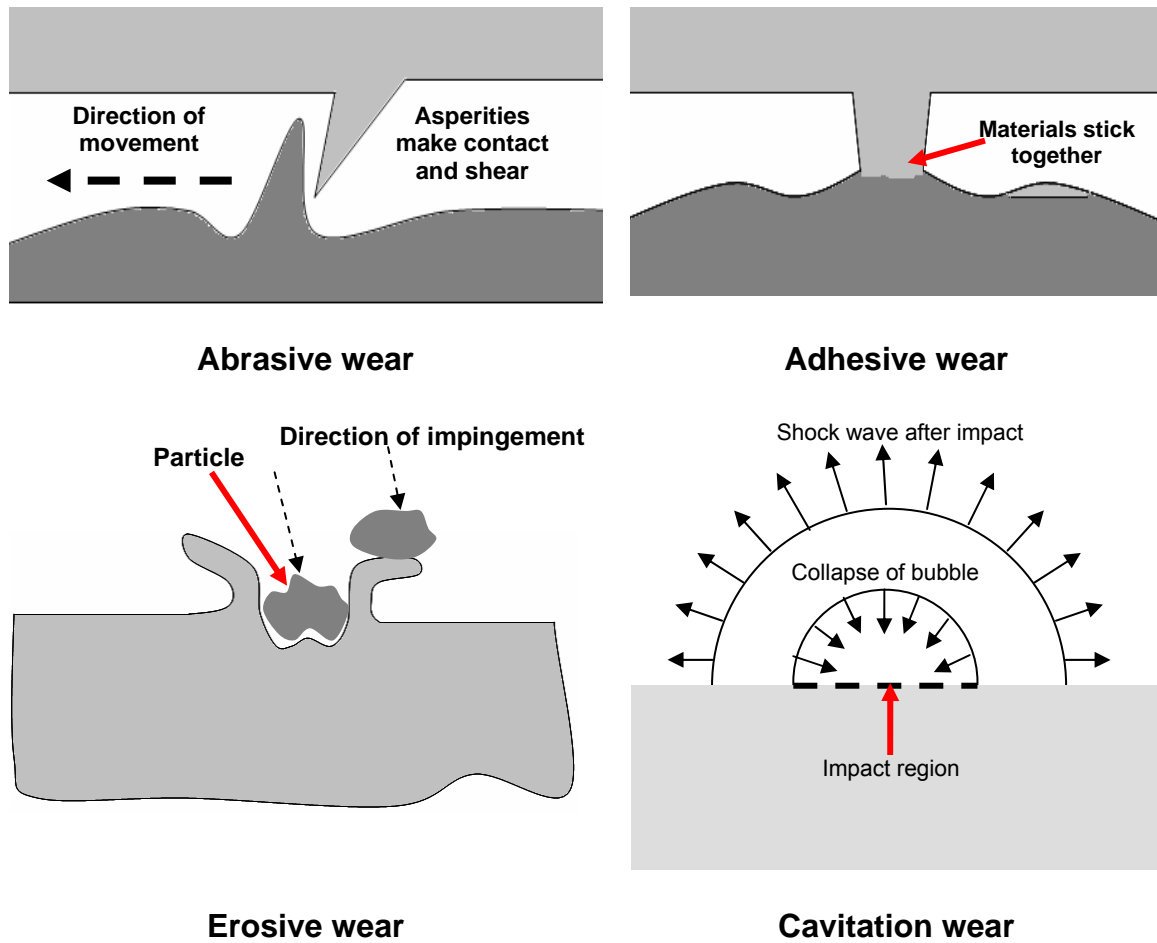 Direction of
movement
Asperities
make contact
and shear
Materials stick
together
Abrasive wear
Adhesive wear
Direction of impingement
Particle
Shock wave after impact
Collapse of bubble
Impact region
Erosive wear
Cavitation wear